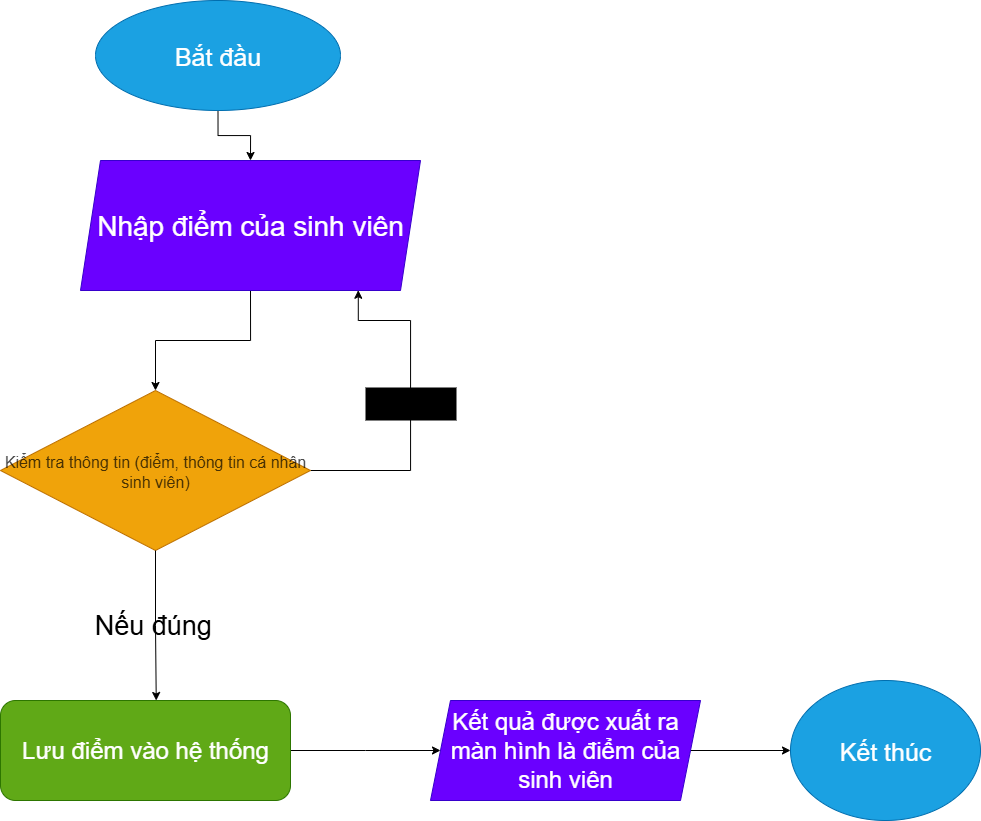 Bắt đầu
Nhập điểm của sinh viên
Kiểm tra thông tin (điểm, thông tin cá nhân
sinh viên)
Nếu đúng
Lưu điểm vào hệ thống
Kết quả được xuất ra
màn hình là điểm của
sinh viên
Kết thúc